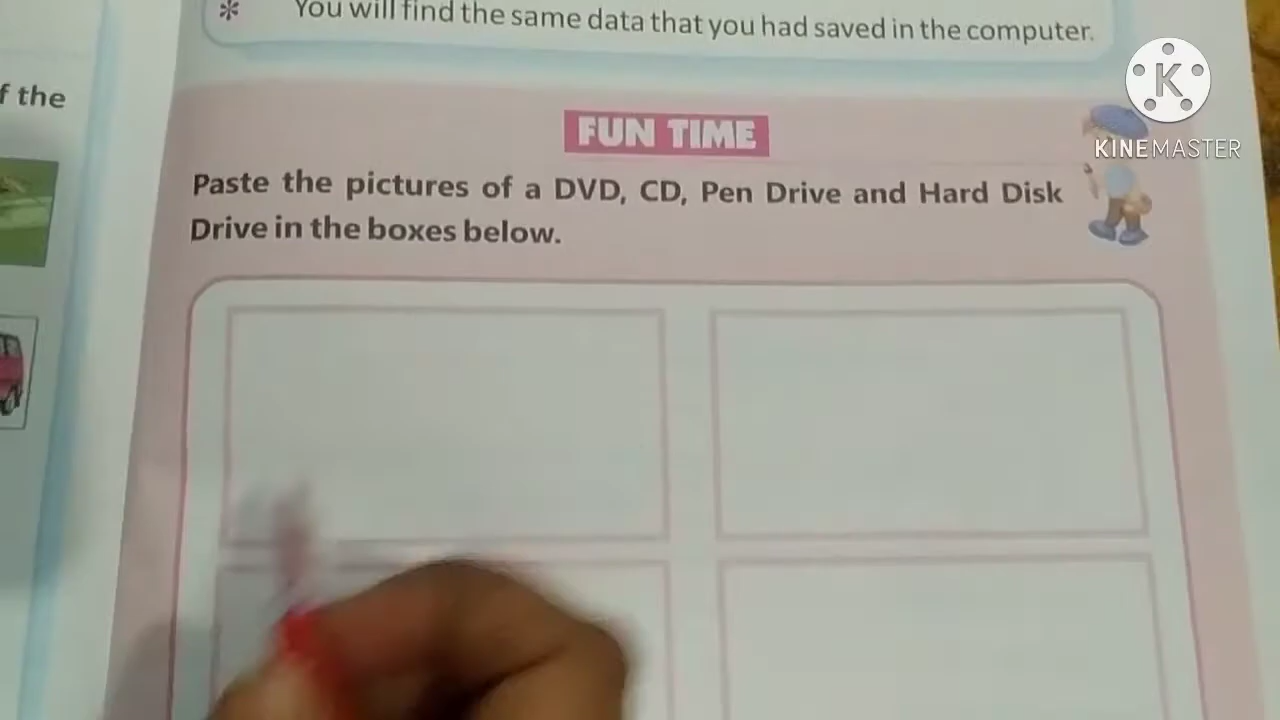 * You will find the same data that you had saved in the computer.
f the
K
KINEMASTER
FUN TIME
Paste the pictures of a DVD, CD, Pen Drive and Hard Disk
Drive in the boxes below.